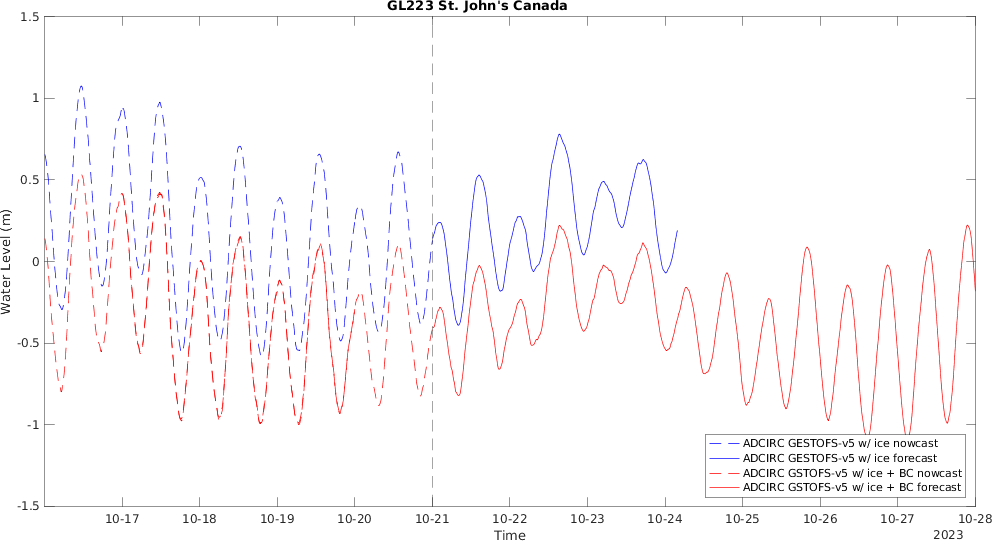 GL223 St. John's Canada
1.5
1
0.5
0
-0.5
-1
-1.5
Water Level (m)
ADCIRC GESTOFS-v5 w/ ice nowcast
ADCIRC GESTOFS-v5 w/ ice forecast
ADCIRC GSTOFS-v5 w/ ice + BC nowcast
ADCIRC GSTOFS-v5 w/ ice + BC forecast
10-17 10-18 10-19 10-20 10-21 10-22 10-23 10-24 10-25 10-26 10-27 10-28
Time
2023